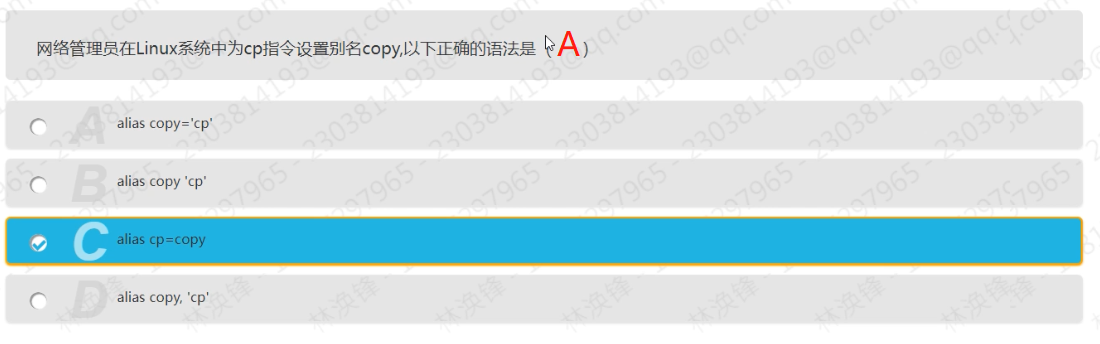 网络管理员在Linux系统中为cp指令设置别名copy,以下正确的语法是 ( A )
A alias copy='cp'
B alias copy 'cp'
C alias cp=copy
D alias copy, 'cp'